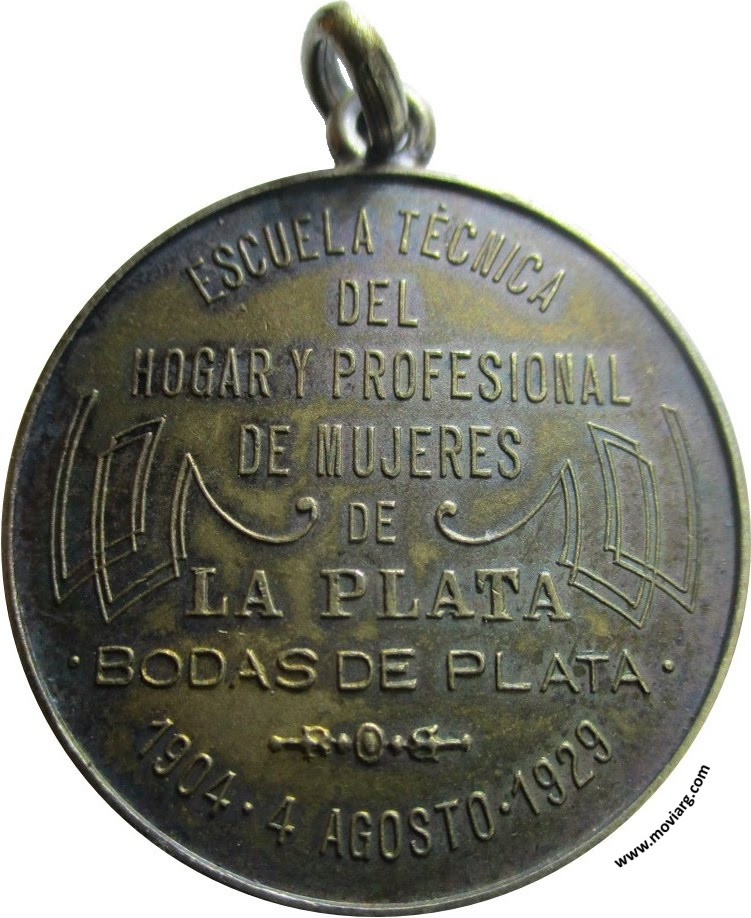 ESCUELA TÉCNICA
DEL
HOGAR Y PROFESIONAL
DE MUJERES
DE
LA PLATA
· BODAS DE PLATA ·
1904 · 4 AGOSTO · 1929
www.moviarg.com